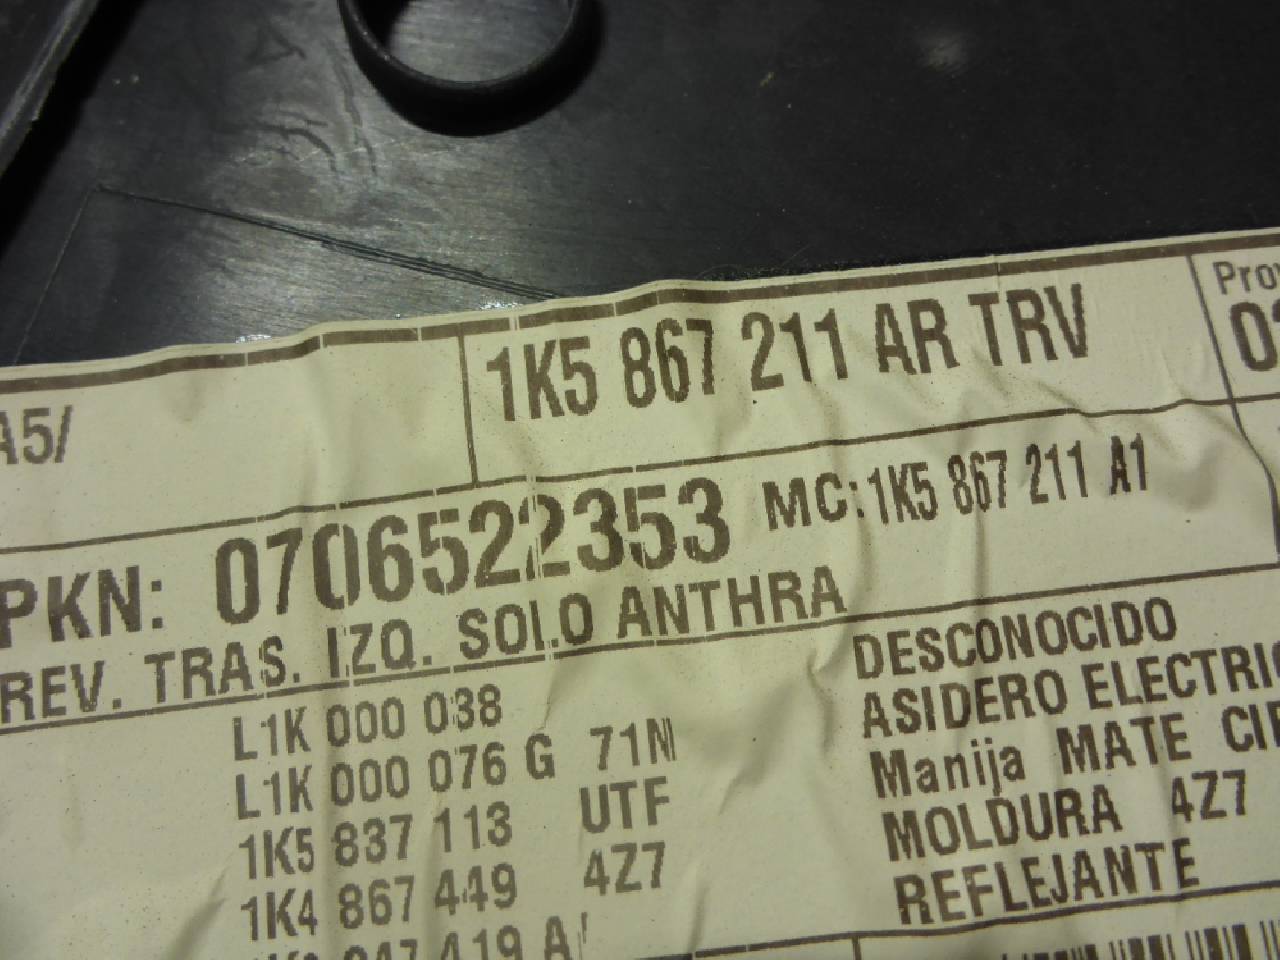 A5/ 1K5 867 211 AR TRV
PKN: 0706522353 MC:1K5 867 211 A1
REV. TRAS. IZQ. SOLO ANTHRA
L1K 000 038 DESCONOCIDO
L1K 000 076 G 71N ASIDERO ELECTRIC
1K5 837 113 UTF Manija MATE
1K4 867 449 4Z7 MOLDURA 4Z7
419 A REFLEJANTE